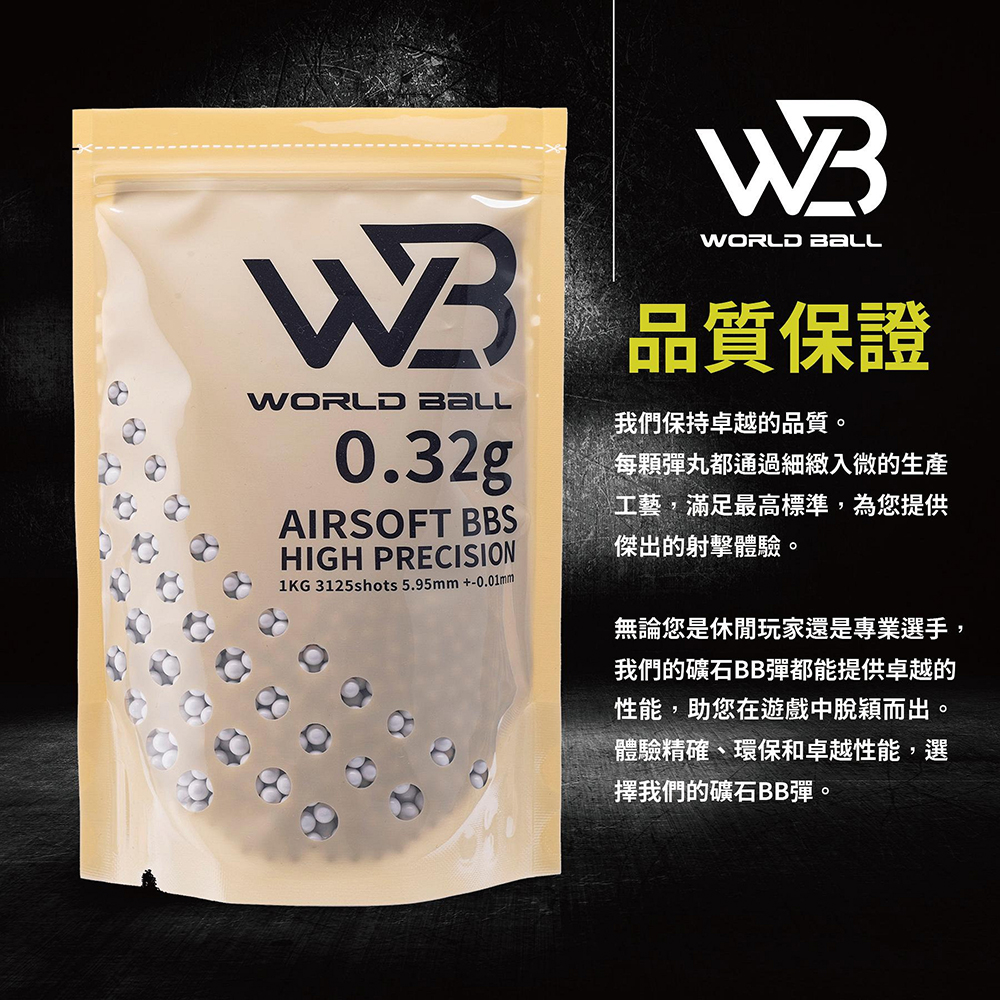 WB
WORLD BALL
0.32g
AIRSOFT BBS
HIGH PRECISION
1KG 3125shots 5.95mm +-0.01mm
WB
WORLD BALL
品質保證
我們保持卓越的品質。
每顆彈丸都通過細緻入微的生產
工藝,滿足最高標準,為您提供
傑出的射擊體驗。
無論您是休閒玩家還是專業選手,
我們的礦石BB彈都能提供卓越的
性能,助您在遊戲中脫穎而出。
體驗精確、環保和卓越性能,選
擇我們的礦石BB彈。